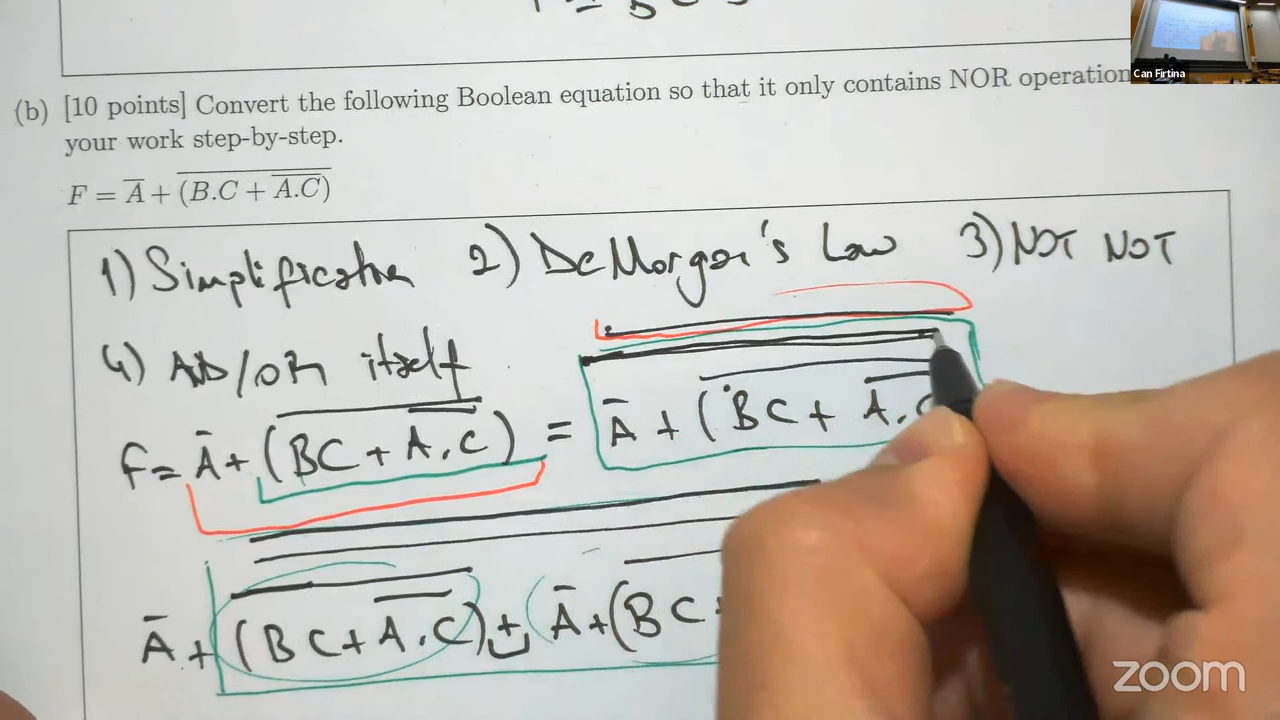 Can Firtina
(b) [10 points] Convert the following Boolean equation so that it only contains NOR operation
your work step-by-step.
F = A̅ + (B.C + A̅.̅C̅)̅
1) Simplification 2) DeMorgan's Law 3) NOT NOT
4) AND/OR itself
F = A̅ + (BC + A.C) = A̅ + (BC + A.C
A̅ + (BC + A.C) + A̅ + (BC
zoom